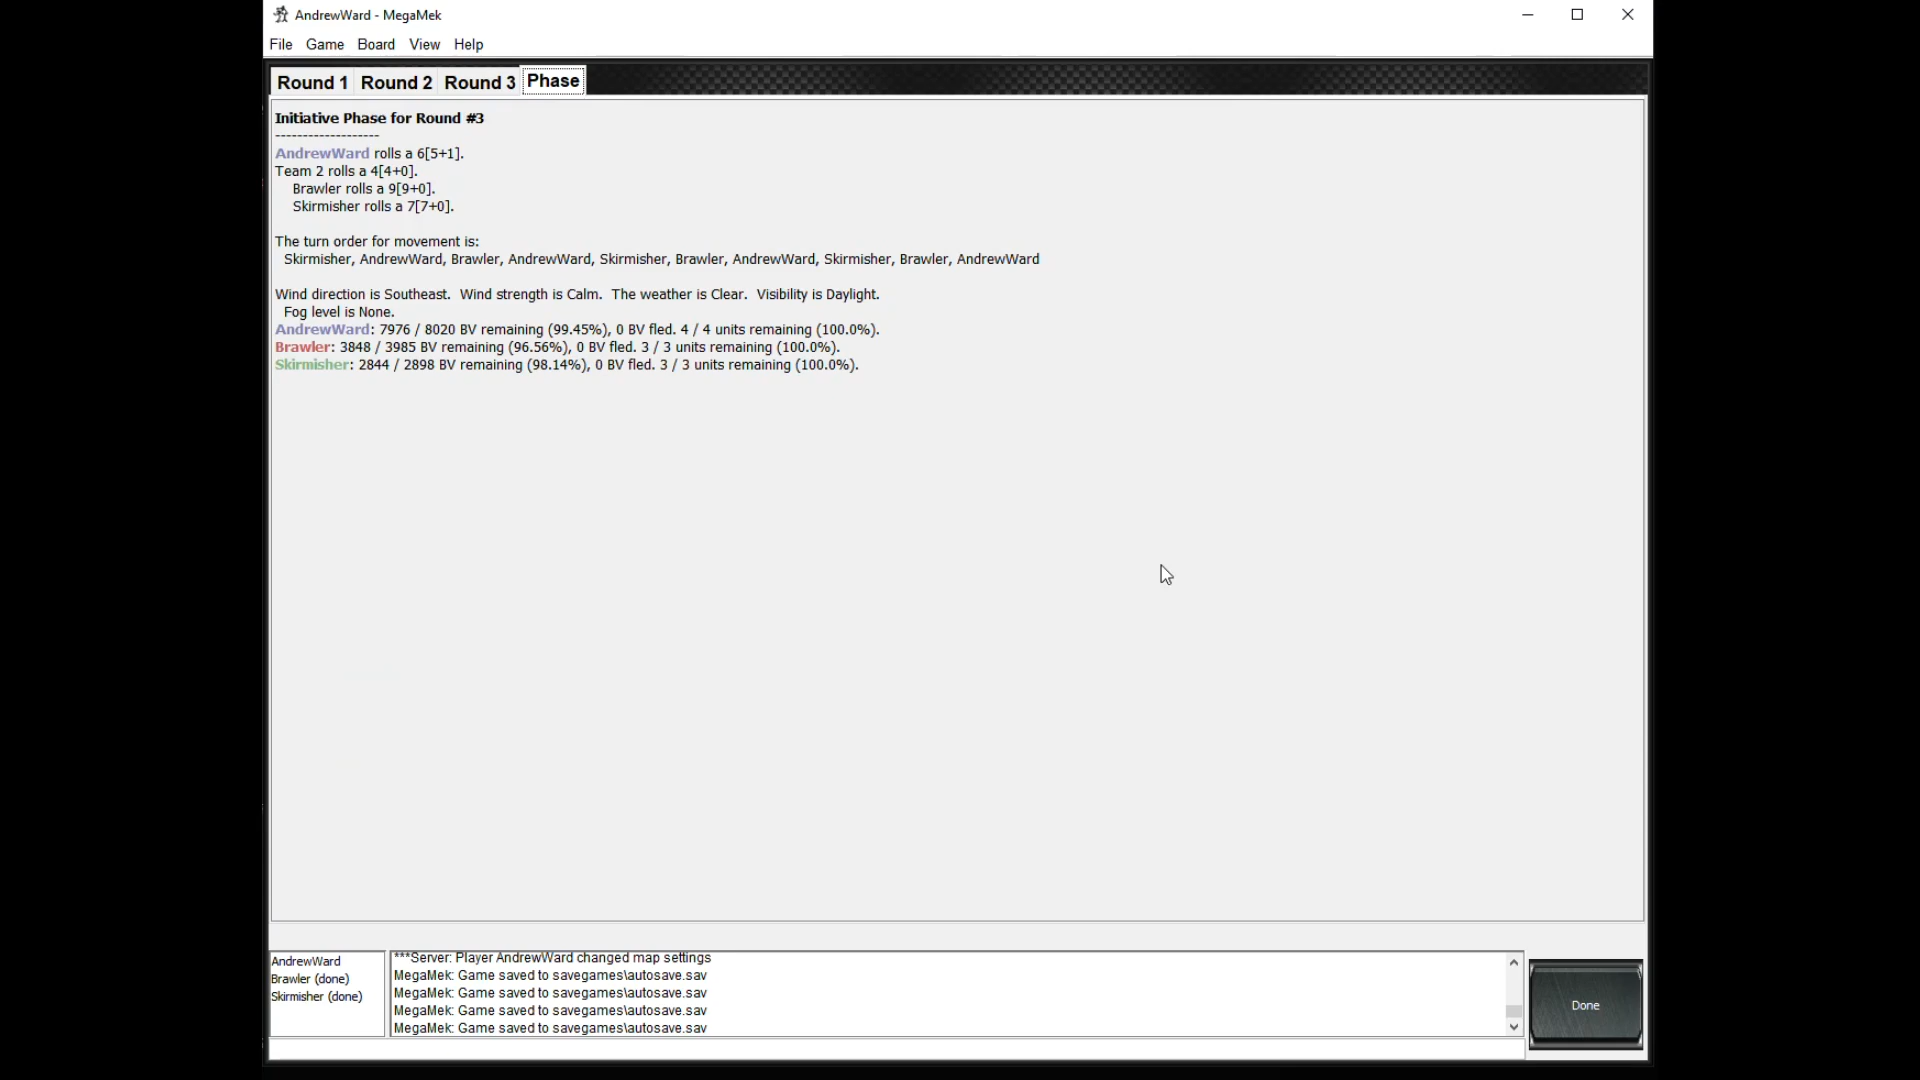 AndrewWard - MegaMek
File Game Board View Help
Round 1 Round 2 Round 3 Phase
Initiative Phase for Round #3
-------------------
AndrewWard rolls a 6[5+1].
Team 2 rolls a 4[4+0].
Brawler rolls a 9[9+0].
Skirmisher rolls a 7[7+0].
The turn order for movement is:
Skirmisher, AndrewWard, Brawler, AndrewWard, Skirmisher, Brawler, AndrewWard, Skirmisher, Brawler, AndrewWard
Wind direction is Southeast. Wind strength is Calm. The weather is Clear. Visibility is Daylight.
Fog level is None.
AndrewWard: 7976 / 8020 BV remaining (99.45%), 0 BV fled. 4 / 4 units remaining (100.0%).
Brawler: 3848 / 3985 BV remaining (96.56%), 0 BV fled. 3 / 3 units remaining (100.0%).
Skirmisher: 2844 / 2898 BV remaining (98.14%), 0 BV fled. 3 / 3 units remaining (100.0%).
AndrewWard
Brawler (done)
Skirmisher (done)
***Server: Player AndrewWard changed map settings
MegaMek: Game saved to savegames\autosave.sav
MegaMek: Game saved to savegames\autosave.sav
MegaMek: Game saved to savegames\autosave.sav
MegaMek: Game saved to savegames\autosave.sav
Done